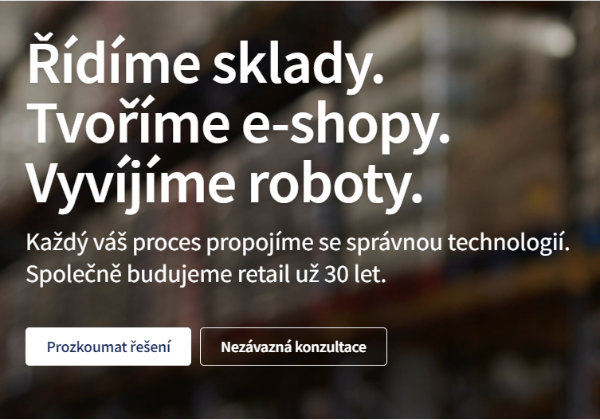 Řídíme sklady.
Tvoříme e-shopy.
Vyvíjíme roboty.
Každý váš proces propojíme se správnou technologií.
Společně budujeme retail už 30 let.
Prozkoumat řešení
Nezávazná konzultace